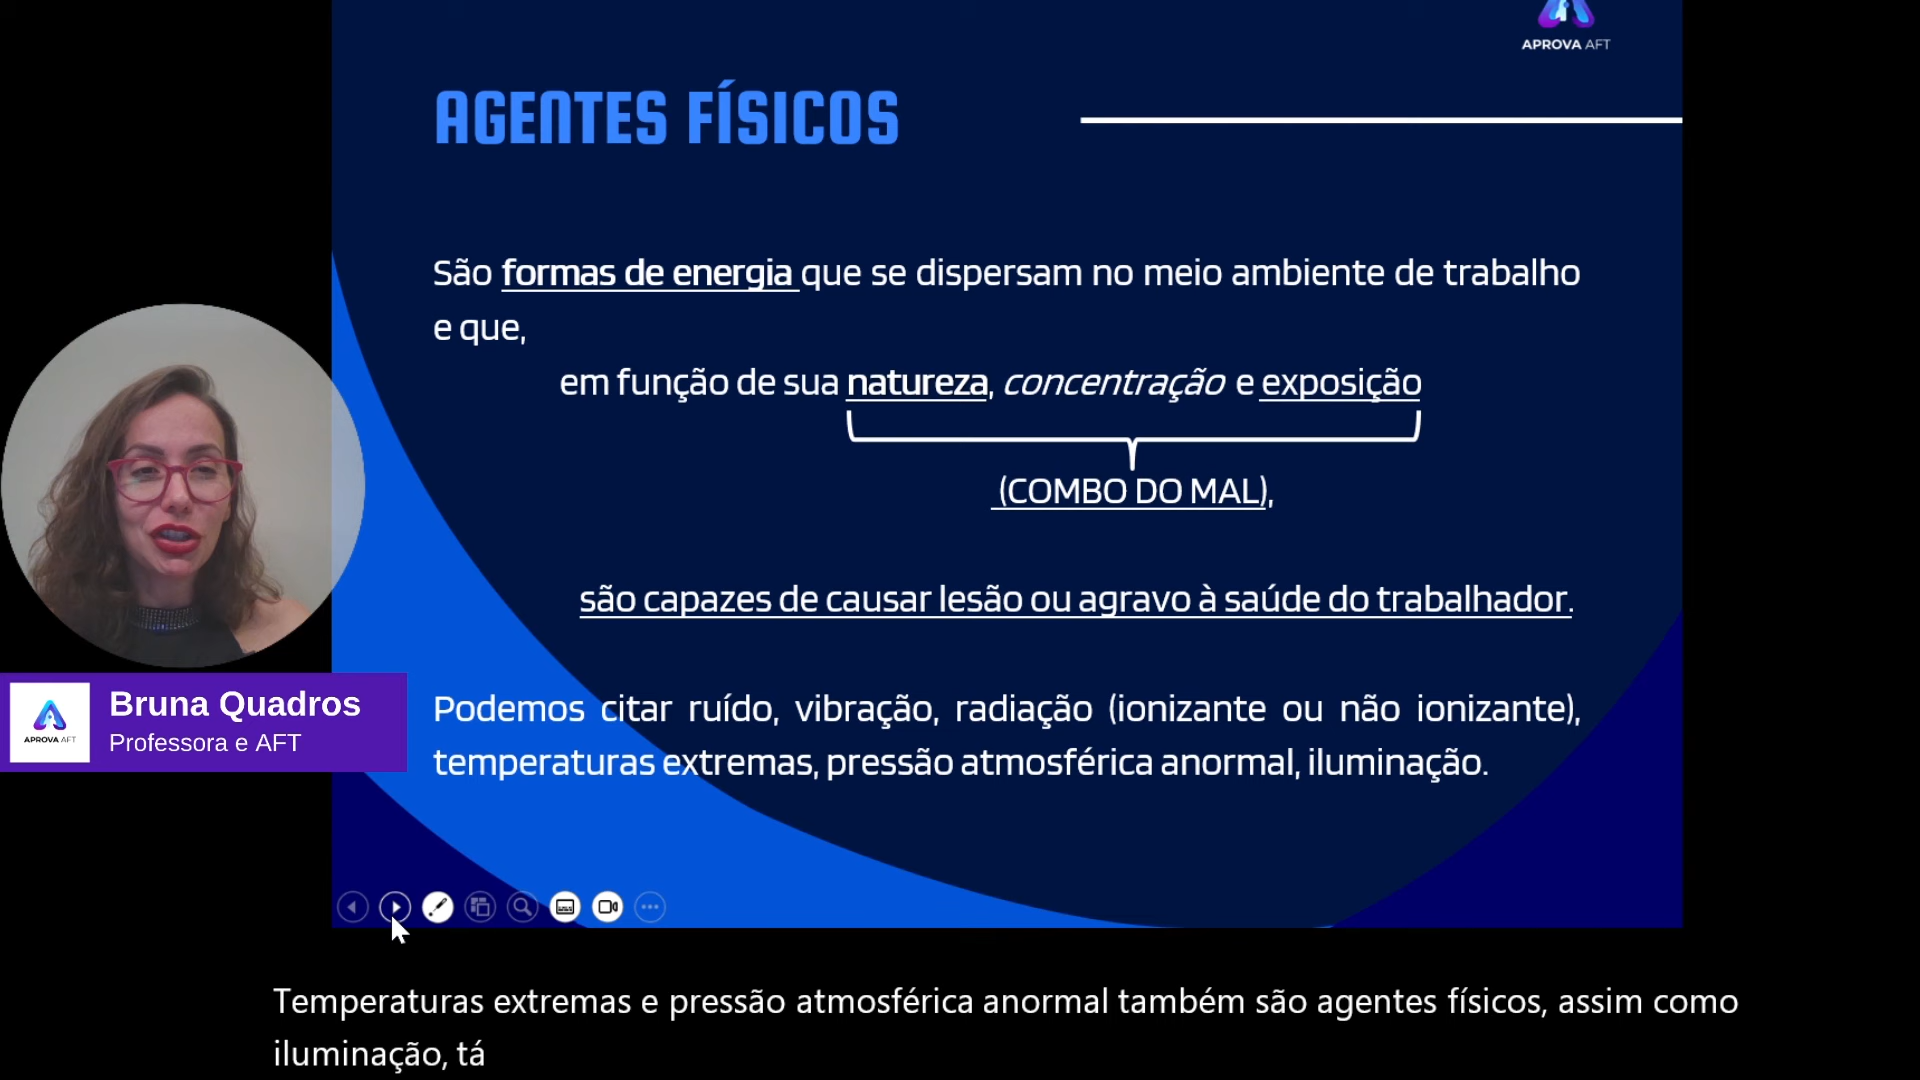 APROVA AFT
AGENTES FÍSICOS
São formas de energia que se dispersam no meio ambiente de trabalho
e que,
em função de sua natureza, concentração e exposição
(COMBO DO MAL),
são capazes de causar lesão ou agravo à saúde do trabalhador.
Bruna Quadros
Professora e AFT
APROVA AFT
Podemos citar ruído, vibração, radiação (ionizante ou não ionizante),
temperaturas extremas, pressão atmosférica anormal, iluminação.
Temperaturas extremas e pressão atmosférica anormal também são agentes físicos, assim como
iluminação, tá